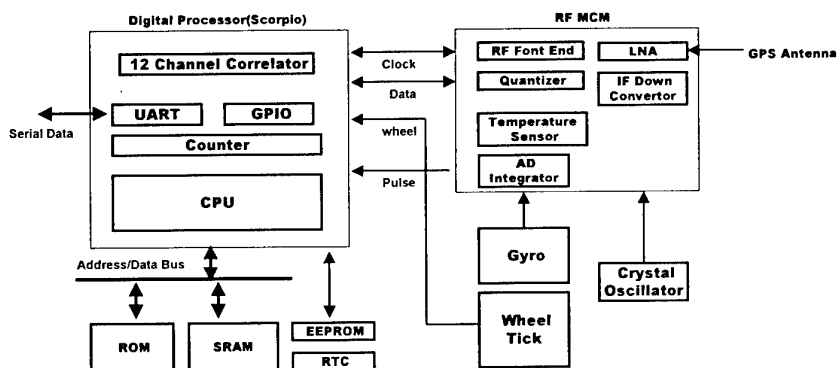 Digital Processor(Scorpio)
RF MCM
12 Channel Correlator
UART
GPIO
Counter
CPU
Serial Data
Clock
Data
wheel
Pulse
RF Font End
LNA
Quantizer
IF Down
Convertor
Temperature
Sensor
AD
Integrator
GPS Antenna
Address/Data Bus
Gyro
Crystal
Oscillator
Wheel
Tick
ROM
SRAM
EEPROM
RTC